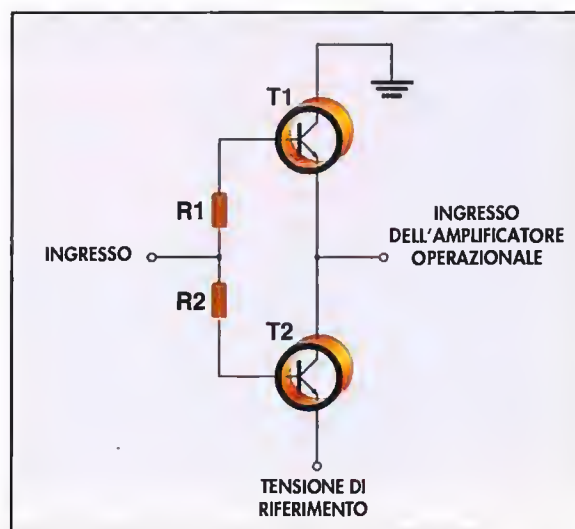 T1
R1
INGRESSO
INGRESSO
DELL'AMPLIFICATORE
OPERAZIONALE
R2
T2
TENSIONE DI
RIFERIMENTO